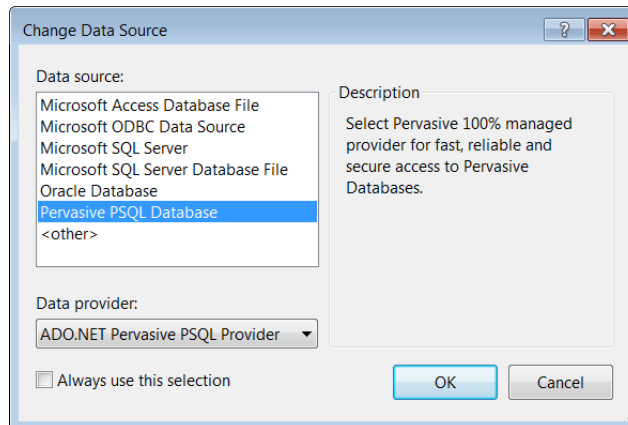 Change Data Source
?
Data source:
Microsoft Access Database File
Microsoft ODBC Data Source
Microsoft SQL Server
Microsoft SQL Server Database File
Oracle Database
Pervasive PSQL Database
<other>
Description
Select Pervasive 100% managed
provider for fast, reliable and
secure access to Pervasive
Databases.
Data provider:
ADO.NET Pervasive PSQL Provider
Always use this selection
OK
Cancel